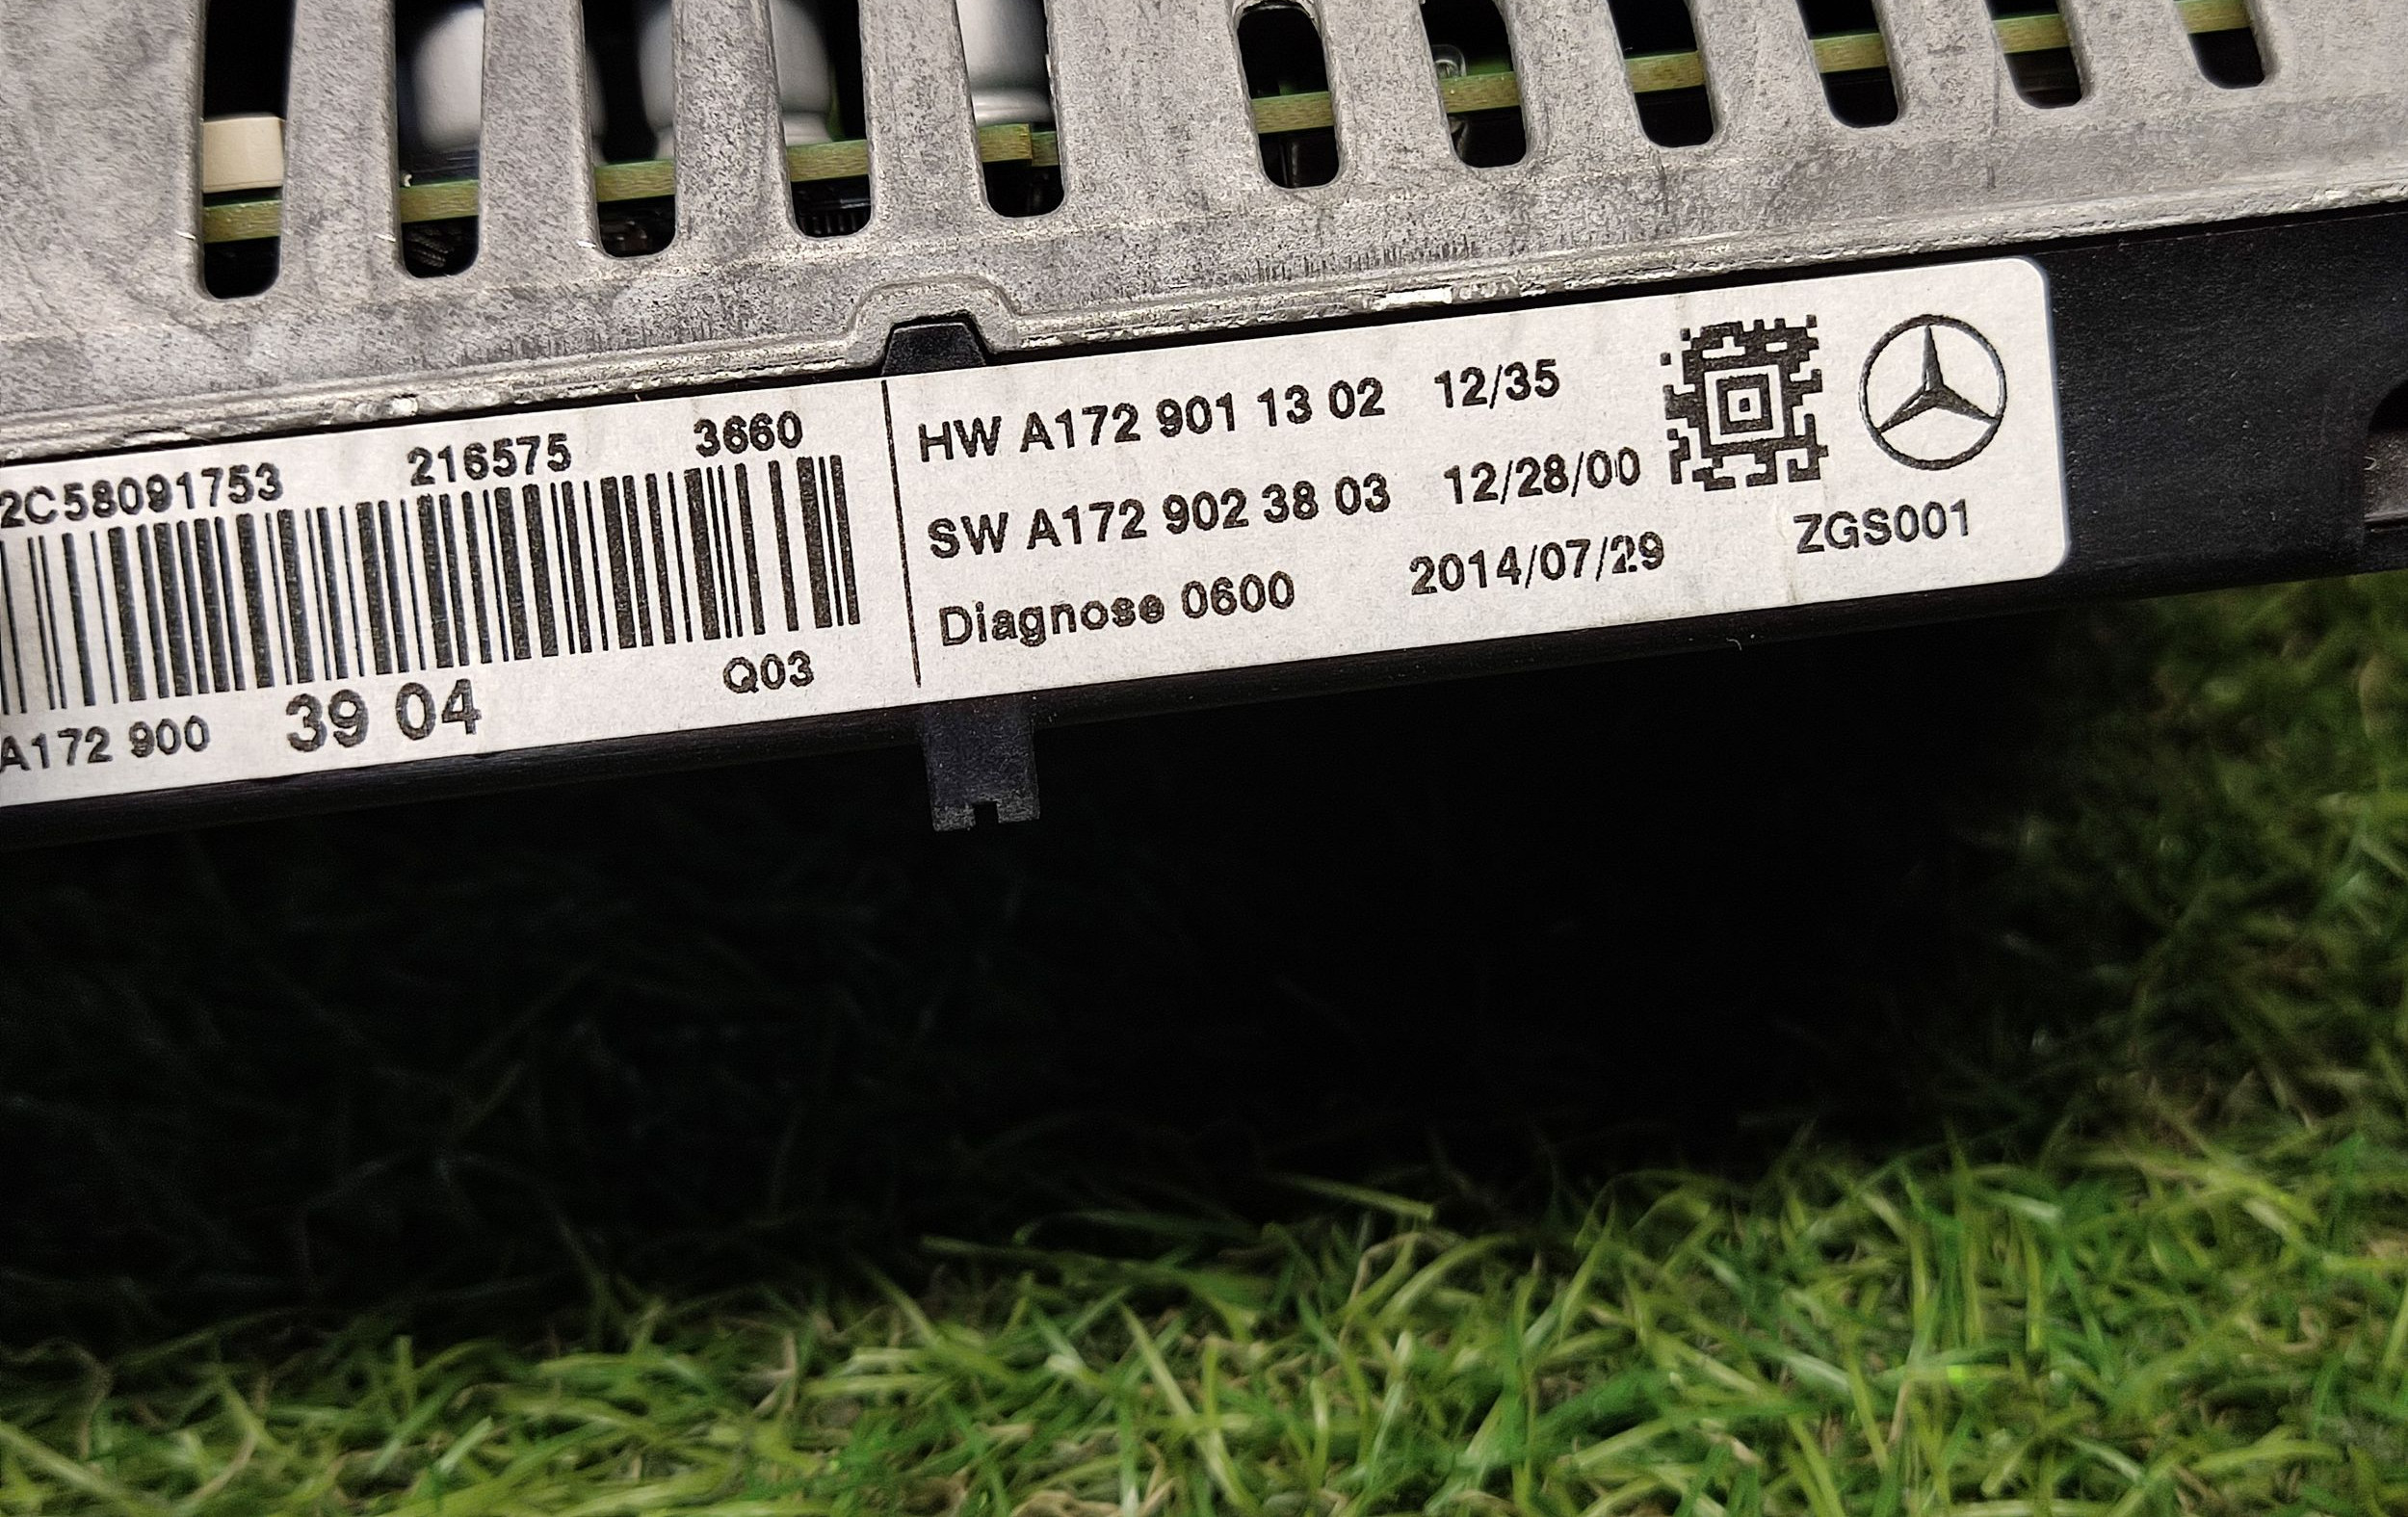 2C58091753 216575 3660
A172 900 39 04 Q03
HW A172 901 13 02 12/35
SW A172 902 38 03 12/28/00
Diagnose 0600 2014/07/29
ZGS001